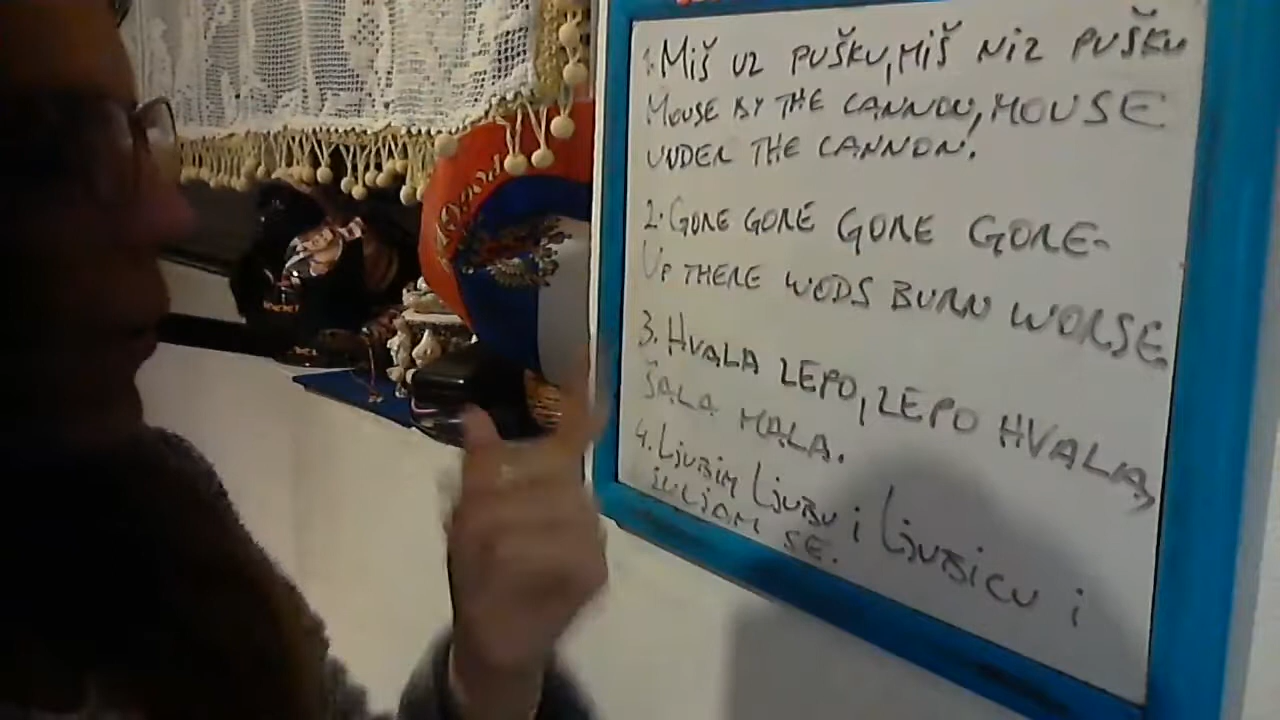 1. Miš uz pušku, miš niz pušku
Mouse by the cannon, mouse
under the cannon.
2. Gore gore gore gore-
Up there wods burn worse
3. Hvala lepo, lepo hvala,
šala mala.
4. Ljubim ljubu i ljubicu i
se.